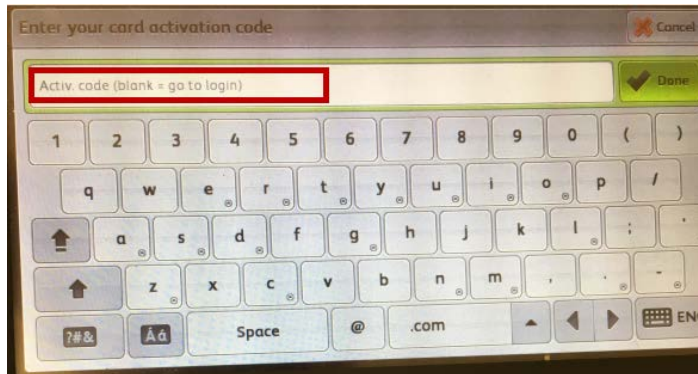 Enter your card activation code
Cancel
Activ. code (blank = go to login)
Done
1 2 3 4 5 6 7 8 9 0 ( )
q w e r t y u i o p /
a s d f g h j k l ; '
z x c v b n m , . -
?#& Áá Space @ .com EN